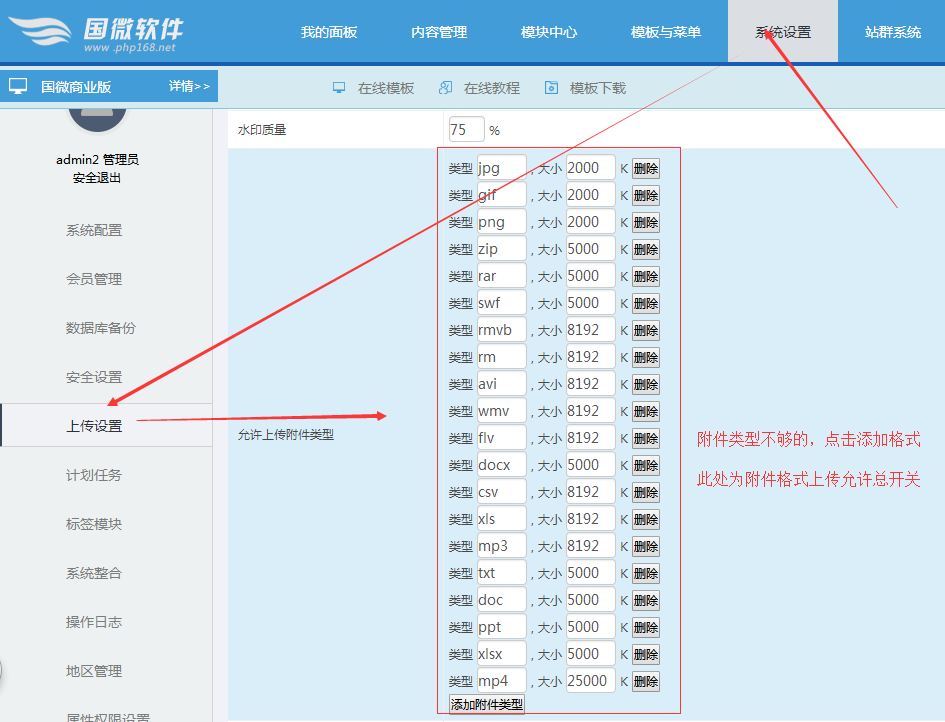 国微软件
www.php168.net
我的面板 内容管理 模块中心 模板与菜单 系统设置 站群系统
国微商业版 详情>>
在线模板 在线教程 模板下载
admin2 管理员
安全退出
系统配置
会员管理
数据库备份
安全设置
上传设置
计划任务
标签模块
系统整合
操作日志
地区管理
属性权限设置
水印质量 75 %
允许上传附件类型
类型 jpg , 大小 2000 K 删除
类型 gif , 大小 2000 K 删除
类型 png , 大小 2000 K 删除
类型 zip , 大小 5000 K 删除
类型 rar , 大小 5000 K 删除
类型 swf , 大小 5000 K 删除
类型 rmvb , 大小 8192 K 删除
类型 rm , 大小 8192 K 删除
类型 avi , 大小 8192 K 删除
类型 wmv , 大小 8192 K 删除
类型 flv , 大小 8192 K 删除
类型 docx , 大小 5000 K 删除
类型 csv , 大小 8192 K 删除
类型 xls , 大小 8192 K 删除
类型 mp3 , 大小 8192 K 删除
类型 txt , 大小 5000 K 删除
类型 doc , 大小 5000 K 删除
类型 ppt , 大小 5000 K 删除
类型 xlsx , 大小 5000 K 删除
类型 mp4 , 大小 25000 K 删除
添加附件类型
附件类型不够的，点击添加格式
此处为附件格式上传允许总开关